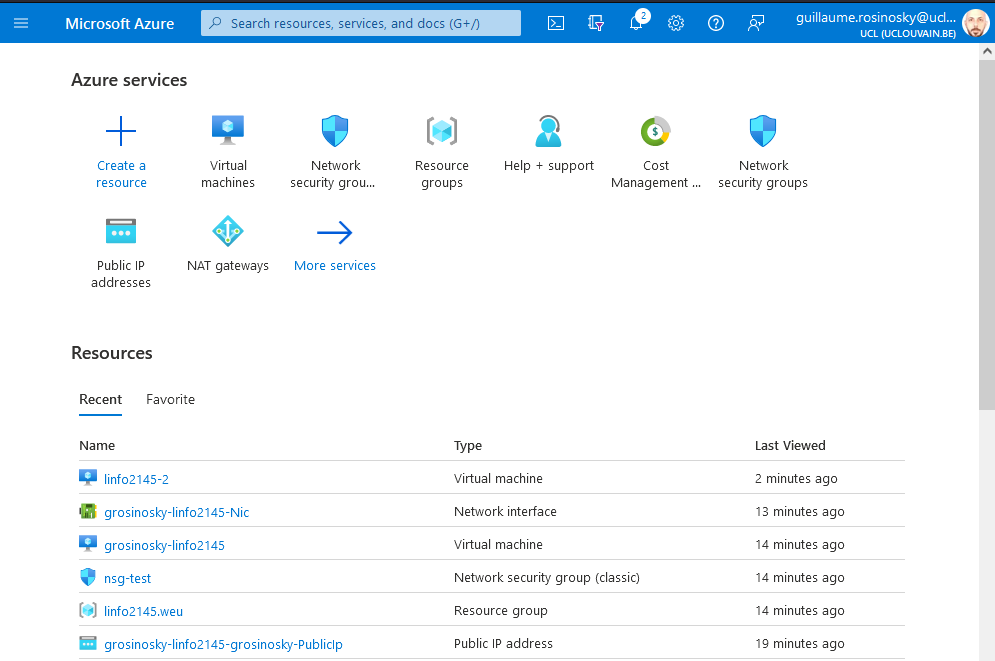 Microsoft Azure
Search resources, services, and docs (G+/)
2
guillaume.rosinosky@ucl...
UCL (UCLOUVAIN.BE)
Azure services
Create a
resource
Virtual
machines
Network
security grou...
Resource
groups
Help + support
Cost
Management ...
Network
security groups
Public IP
addresses
NAT gateways
More services
Resources
Recent Favorite
Name Type Last Viewed
linfo2145-2 Virtual machine 2 minutes ago
grosinosky-linfo2145-Nic Network interface 13 minutes ago
grosinosky-linfo2145 Virtual machine 14 minutes ago
nsg-test Network security group (classic) 14 minutes ago
linfo2145.weu Resource group 14 minutes ago
grosinosky-linfo2145-grosinosky-PublicIp Public IP address 19 minutes ago